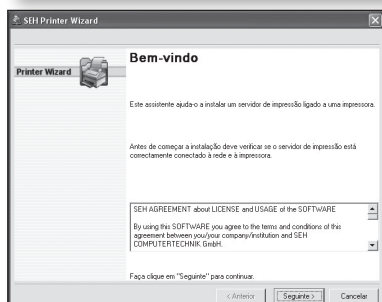 SEH Printer Wizard
Printer Wizard
Bem-vindo
Este assistente ajuda-o a instalar um servidor de impressão ligado a uma impressora.
Antes de começar a instalação deve verificar se o servidor de impressão está
correctamente conectado à rede e à impressora.
SEH AGREEMENT about LICENSE and USAGE of the SOFTWARE
By using this SOFTWARE you agree to the terms and conditions of this
agreement between you/your company/institution and SEH
COMPUTERTECHNIK GmbH.
Faça clique em "Seguinte" para continuar.
< Anterior
Seguinte >
Cancelar